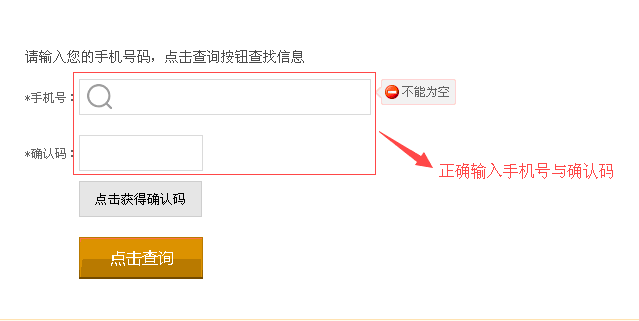 请输入您的手机号码，点击查询按钮查找信息
*手机号：
不能为空
*确认码：
正确输入手机号与确认码
点击获得确认码
点击查询